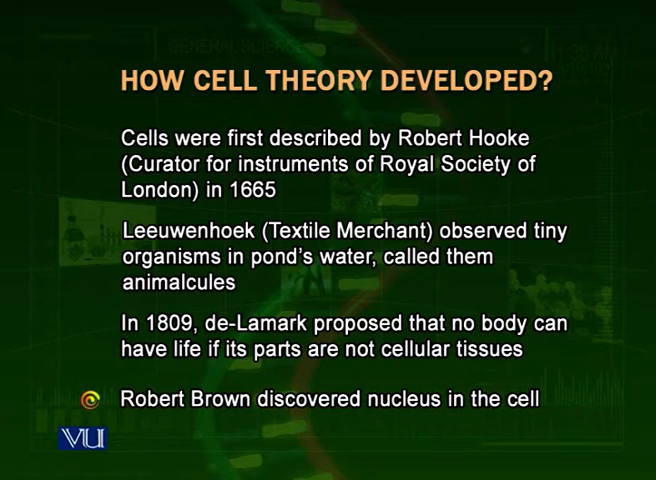 GENERAL SCIENCE
HOW CELL THEORY DEVELOPED?
Cells were first described by Robert Hooke
(Curator for instruments of Royal Society of
London) in 1665
Leeuwenhoek (Textile Merchant) observed tiny
organisms in pond's water, called them
animalcules
In 1809, de-Lamark proposed that no body can
have life if its parts are not cellular tissues
Robert Brown discovered nucleus in the cell
VU